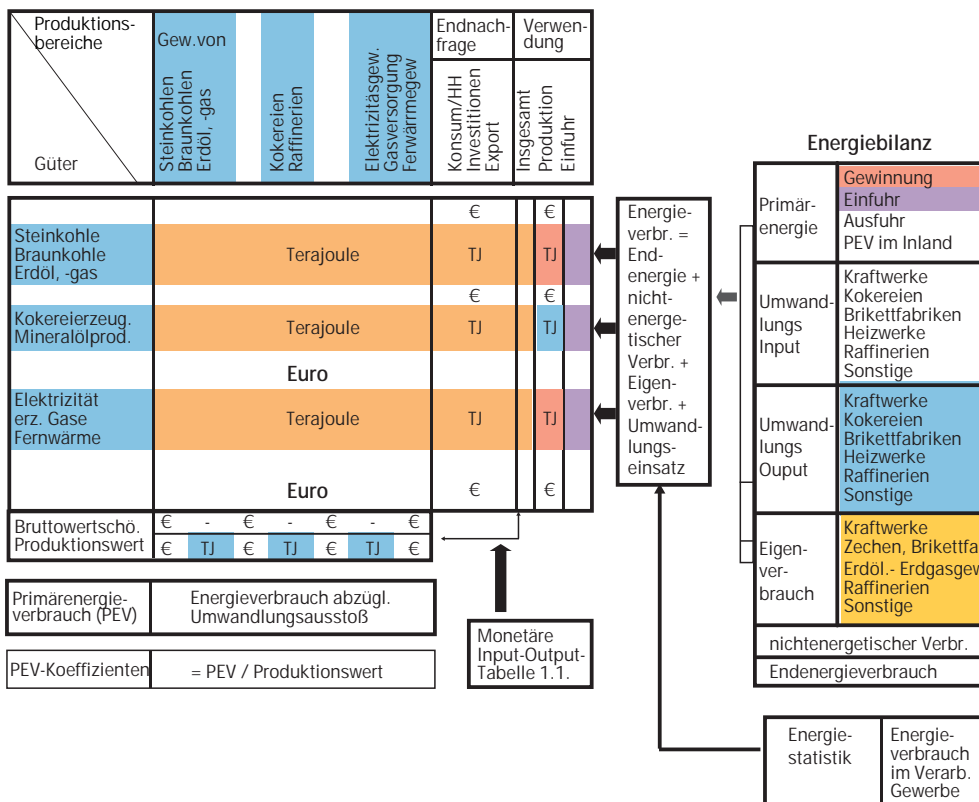 Produktions-
bereiche
Güter
Gew.von
Steinkohlen
Braunkohlen
Erdöl, -gas
Kokereien
Raffinerien
Elektrizitäsgew.
Gasversorgung
Ferwärmegew
Endnach-
frage
Konsum/HH
Investitionen
Export
Verwen-
dung
Insgesamt
Produktion
Einfuhr
€ €
Steinkohle
Braunkohle
Erdöl, -gas
Terajoule TJ TJ
€ €
Kokereierzeug.
Mineralölprod.
Terajoule TJ TJ
Euro
Elektrizität
erz. Gase
Fernwärme
Terajoule TJ TJ
Euro € €
Bruttowertschö. € - € - € - €
Produktionswert € TJ € TJ € TJ €
Primärenergie-
verbrauch (PEV)
Energieverbrauch abzügl.
Umwandlungsausstoß
PEV-Koeffizienten = PEV / Produktionswert
Monetäre
Input-Output-
Tabelle 1.1.
Energie-
verbr. =
End-
energie +
nicht-
energe-
tischer
Verbr. +
Eigen-
verbr. +
Umwand-
lungs-
einsatz
Energiebilanz
Primär-
energie
Gewinnung
Einfuhr
Ausfuhr
PEV im Inland
Umwand-
lungs
Input
Kraftwerke
Kokereien
Brikettfabriken
Heizwerke
Raffinerien
Sonstige
Umwand-
lungs
Ouput
Kraftwerke
Kokereien
Brikettfabriken
Heizwerke
Raffinerien
Sonstige
Eigen-
ver-
brauch
Kraftwerke
Zechen, Brikettfa
Erdöl.- Erdgasgew
Raffinerien
Sonstige
nichtenergetischer Verbr.
Endenergieverbrauch
Energie-
statistik
Energie-
verbrauch
im Verarb.
Gewerbe